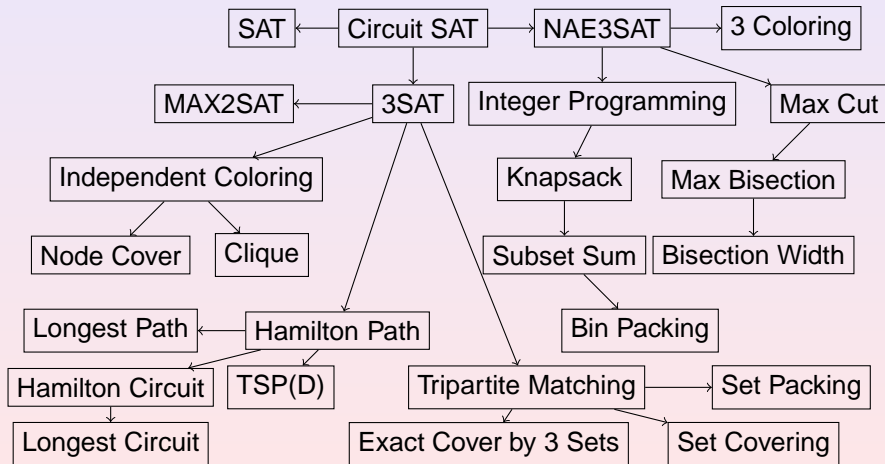 SAT
Circuit SAT
NAE3SAT
3 Coloring
MAX2SAT
3SAT
Integer Programming
Max Cut
Independent Coloring
Knapsack
Max Bisection
Node Cover
Clique
Subset Sum
Bisection Width
Longest Path
Hamilton Path
Bin Packing
Hamilton Circuit
TSP(D)
Tripartite Matching
Set Packing
Longest Circuit
Exact Cover by 3 Sets
Set Covering